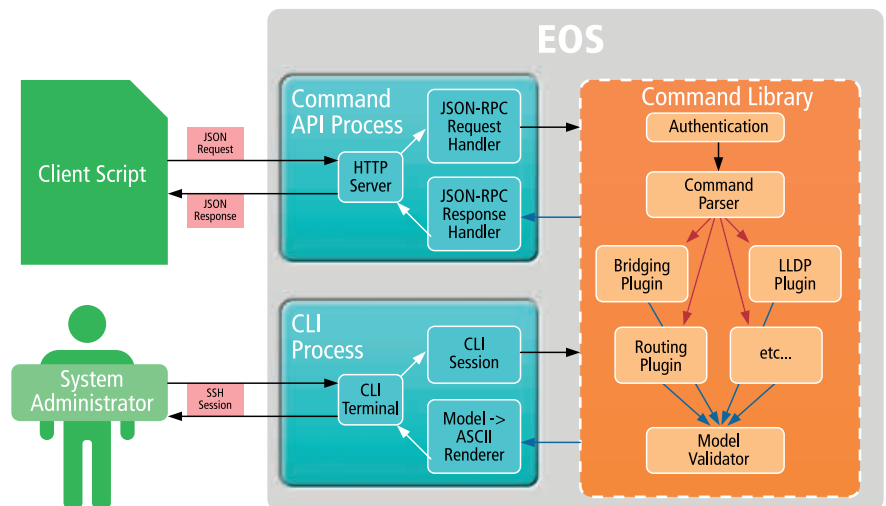 EOS
Client Script
JSON
Request
JSON
Response
Command
API Process
HTTP
Server
JSON-RPC
Request
Handler
JSON-RPC
Response
Handler
System
Administrator
SSH
Session
CLI
Process
CLI
Terminal
CLI
Session
Model ->
ASCII
Renderer
Command Library
Authentication
Command
Parser
Bridging
Plugin
LLDP
Plugin
Routing
Plugin
etc...
Model
Validator